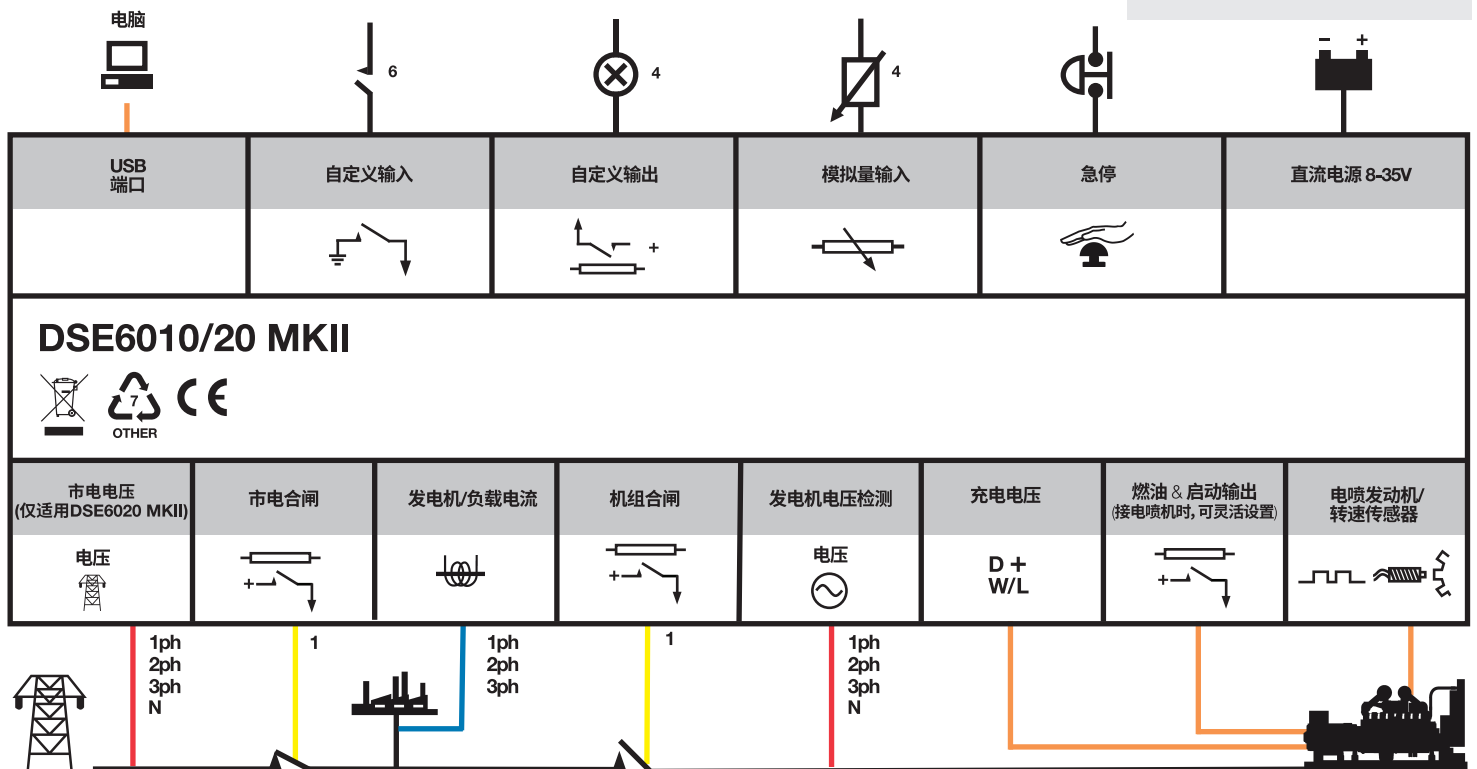 电脑
6
4
4
- +
USB
端口
自定义输入
自定义输出
模拟量输入
急停
直流电源 8-35V
+
DSE6010/20 MKII
7
OTHER
CE
市电电压
(仅适用DSE6020 MKII)
市电合闸
发电机/负载电流
机组合闸
发电机电压检测
充电电压
燃油 & 启动输出
(接电喷机时, 可灵活设置)
电喷发动机/
转速传感器
电压
+
+
电压
D +
W/L
+
1ph
2ph
3ph
N
1
1ph
2ph
3ph
1
1ph
2ph
3ph
N